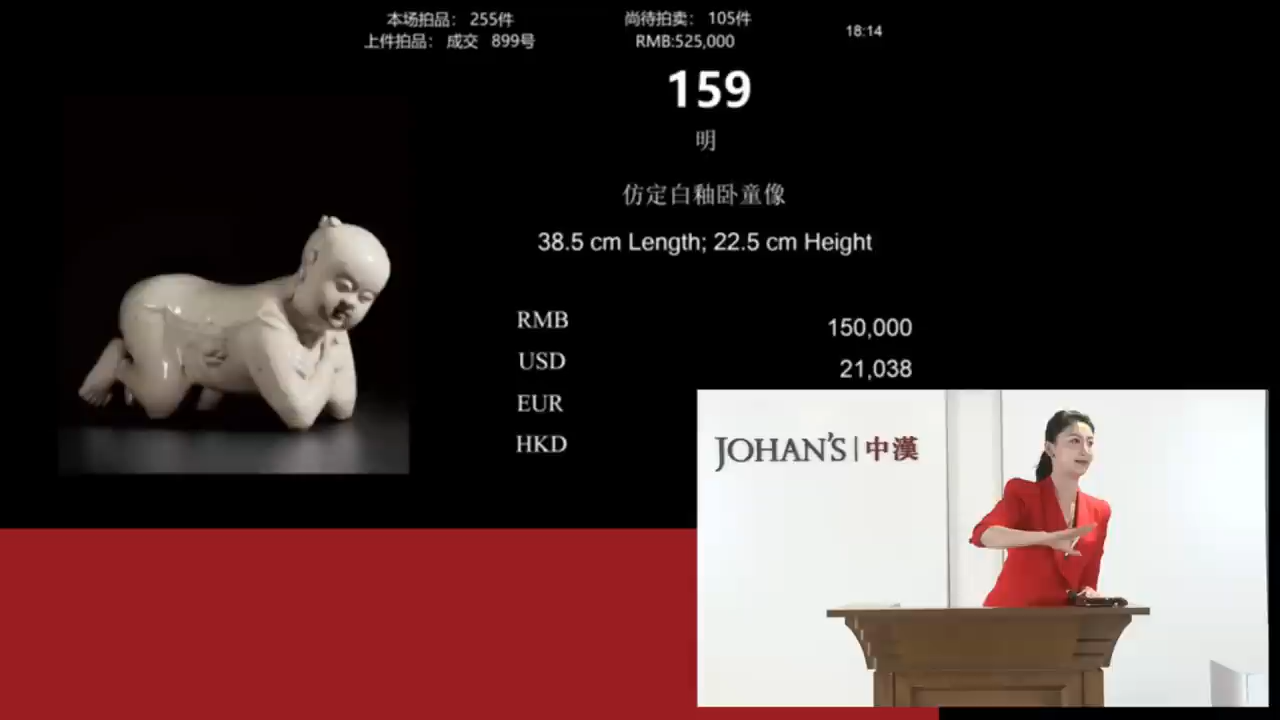 本场拍品： 255件
尚待拍卖： 105件
上件拍品： 成交 899号
RMB:525,000
18:14
159
明
仿定白釉卧童像
38.5 cm Length; 22.5 cm Height
RMB 150,000
USD 21,038
EUR
HKD
JOHAN'S|中漢